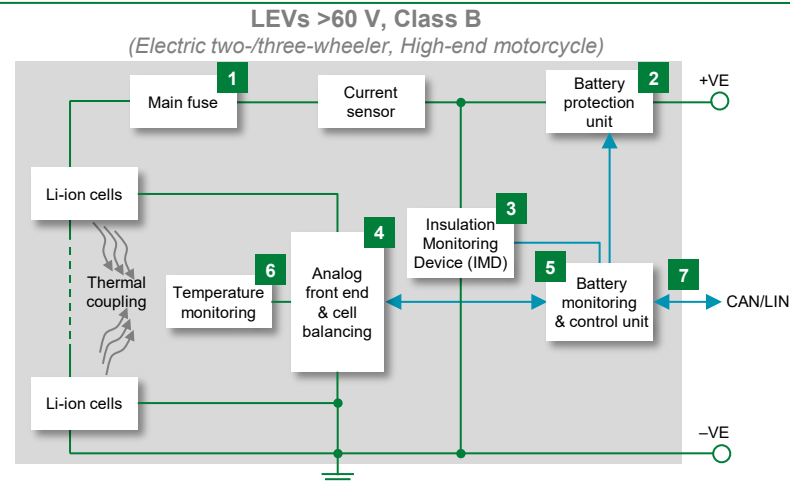 LEVs >60 V, Class B
(Electric two-/three-wheeler, High-end motorcycle)
1
Main fuse
Current
sensor
2
Battery
protection
unit
+VE
Li-ion cells
3
Insulation
Monitoring
Device (IMD)
4
Analog
front end
& cell
balancing
5
Battery
monitoring
& control unit
6
Temperature
monitoring
7
CAN/LIN
Thermal
coupling
Li-ion cells
–VE